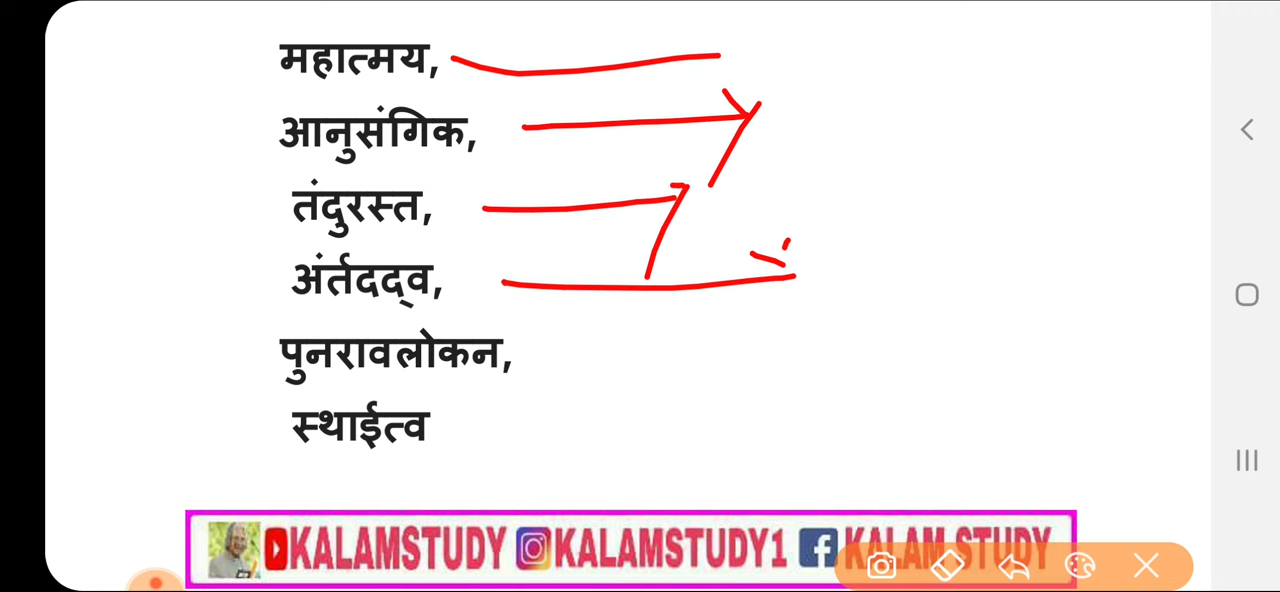 महात्मय,
आनुसंगिक,
तंदुरस्त,
अंर्तदद्व,
पुनरावलोकन,
स्थाईत्व
KALAMSTUDY KALAMSTUDY1 KALAM STUDY